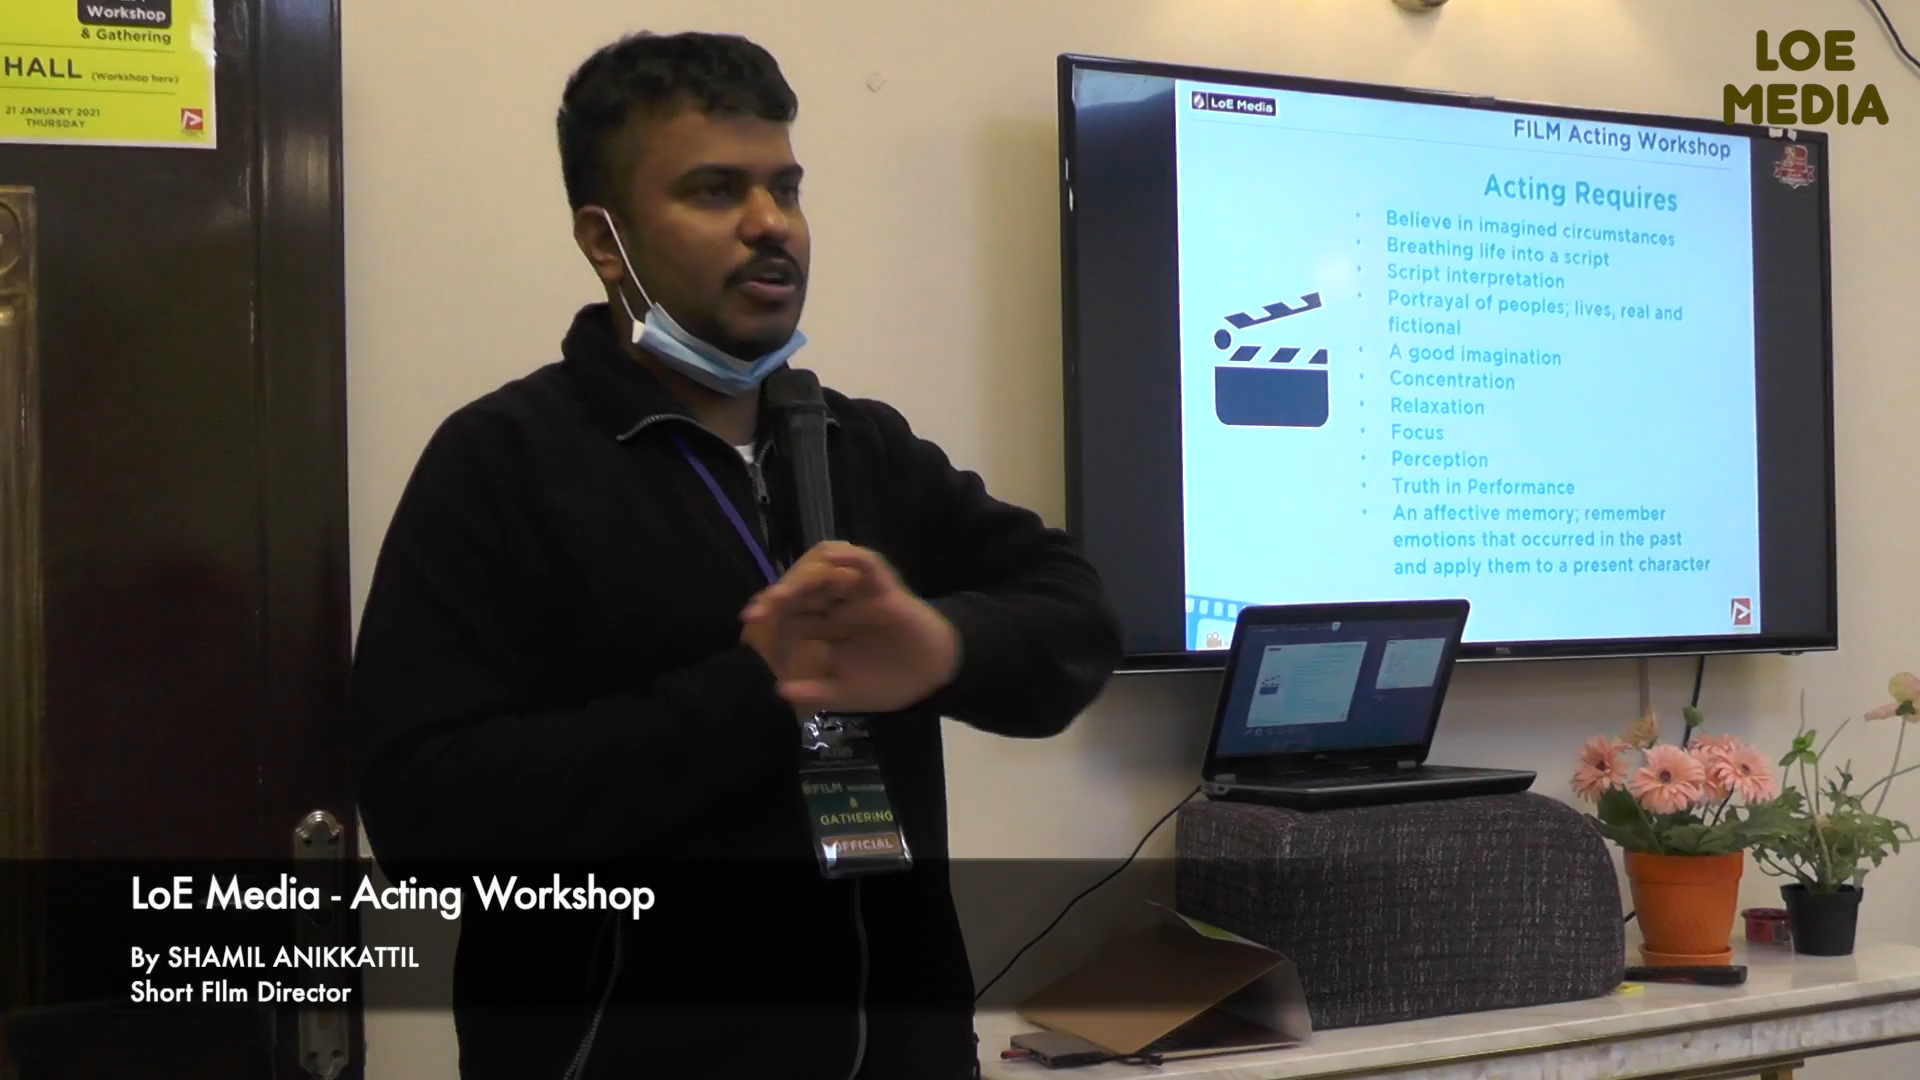 Workshop
& Gathering
HALL (Workshop here)
21 JANUARY 2021
THURSDAY
LOE
MEDIA
LoE Media
FILM Acting Workshop
Acting Requires
• Believe in imagined circumstances
• Breathing life into a script
• Script interpretation
• Portrayal of peoples; lives, real and
fictional
• A good imagination
• Concentration
• Relaxation
• Focus
• Perception
• Truth in Performance
• An affective memory; remember
emotions that occurred in the past
and apply them to a present character
FILM
&
GATHERING
OFFICIAL
LoE Media - Acting Workshop
By SHAMIL ANIKKATTIL
Short FIlm Director